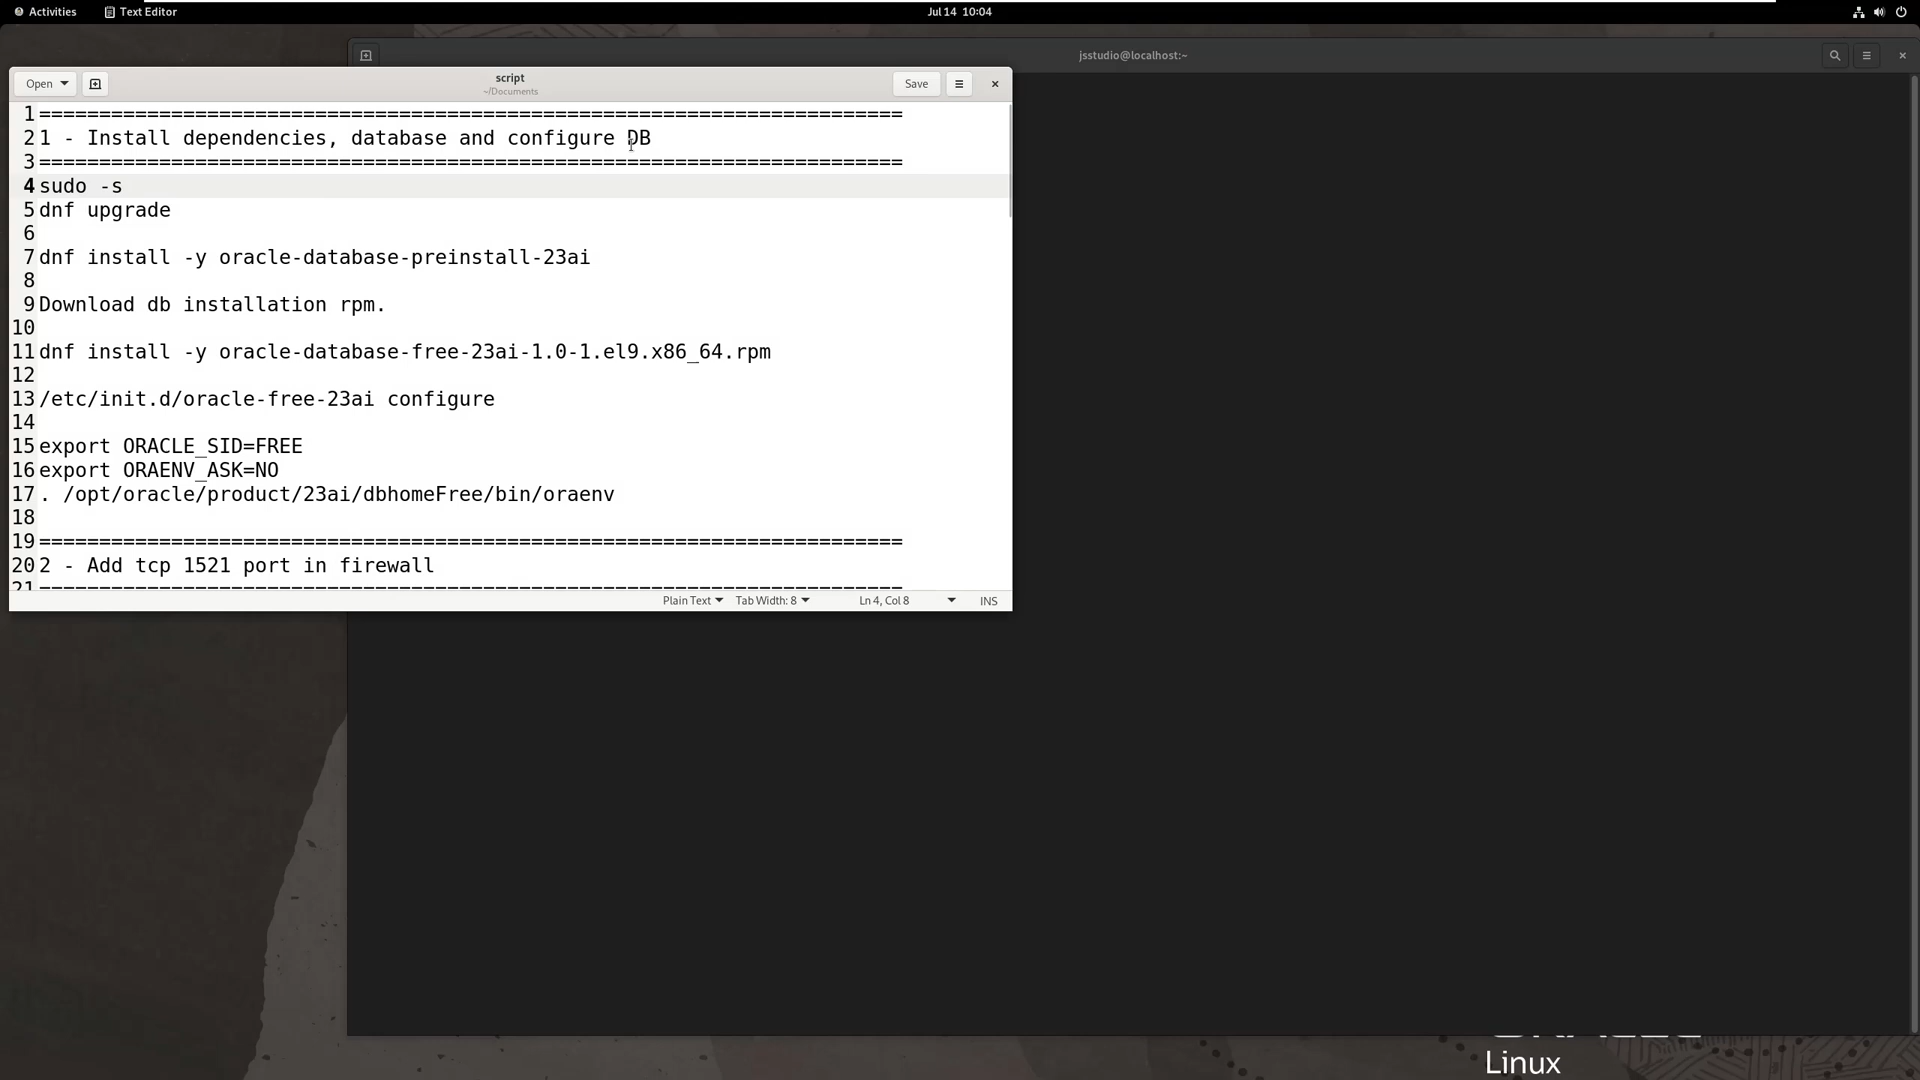 Activities
Text Editor
Jul 14 10:04
jsstudio@localhost:~
Open
script
~/Documents
Save
1 ========================================================================
2 1 - Install dependencies, database and configure DB
3 ========================================================================
4 sudo -s
5 dnf upgrade
6
7 dnf install -y oracle-database-preinstall-23ai
8
9 Download db installation rpm.
10
11 dnf install -y oracle-database-free-23ai-1.0-1.el9.x86_64.rpm
12
13 /etc/init.d/oracle-free-23ai configure
14
15 export ORACLE_SID=FREE
16 export ORAENV_ASK=NO
17 . /opt/oracle/product/23ai/dbhomeFree/bin/oraenv
18
19 ========================================================================
20 2 - Add tcp 1521 port in firewall
21 ========================================================================
Plain Text
Tab Width: 8
Ln 4, Col 8
INS
Linux